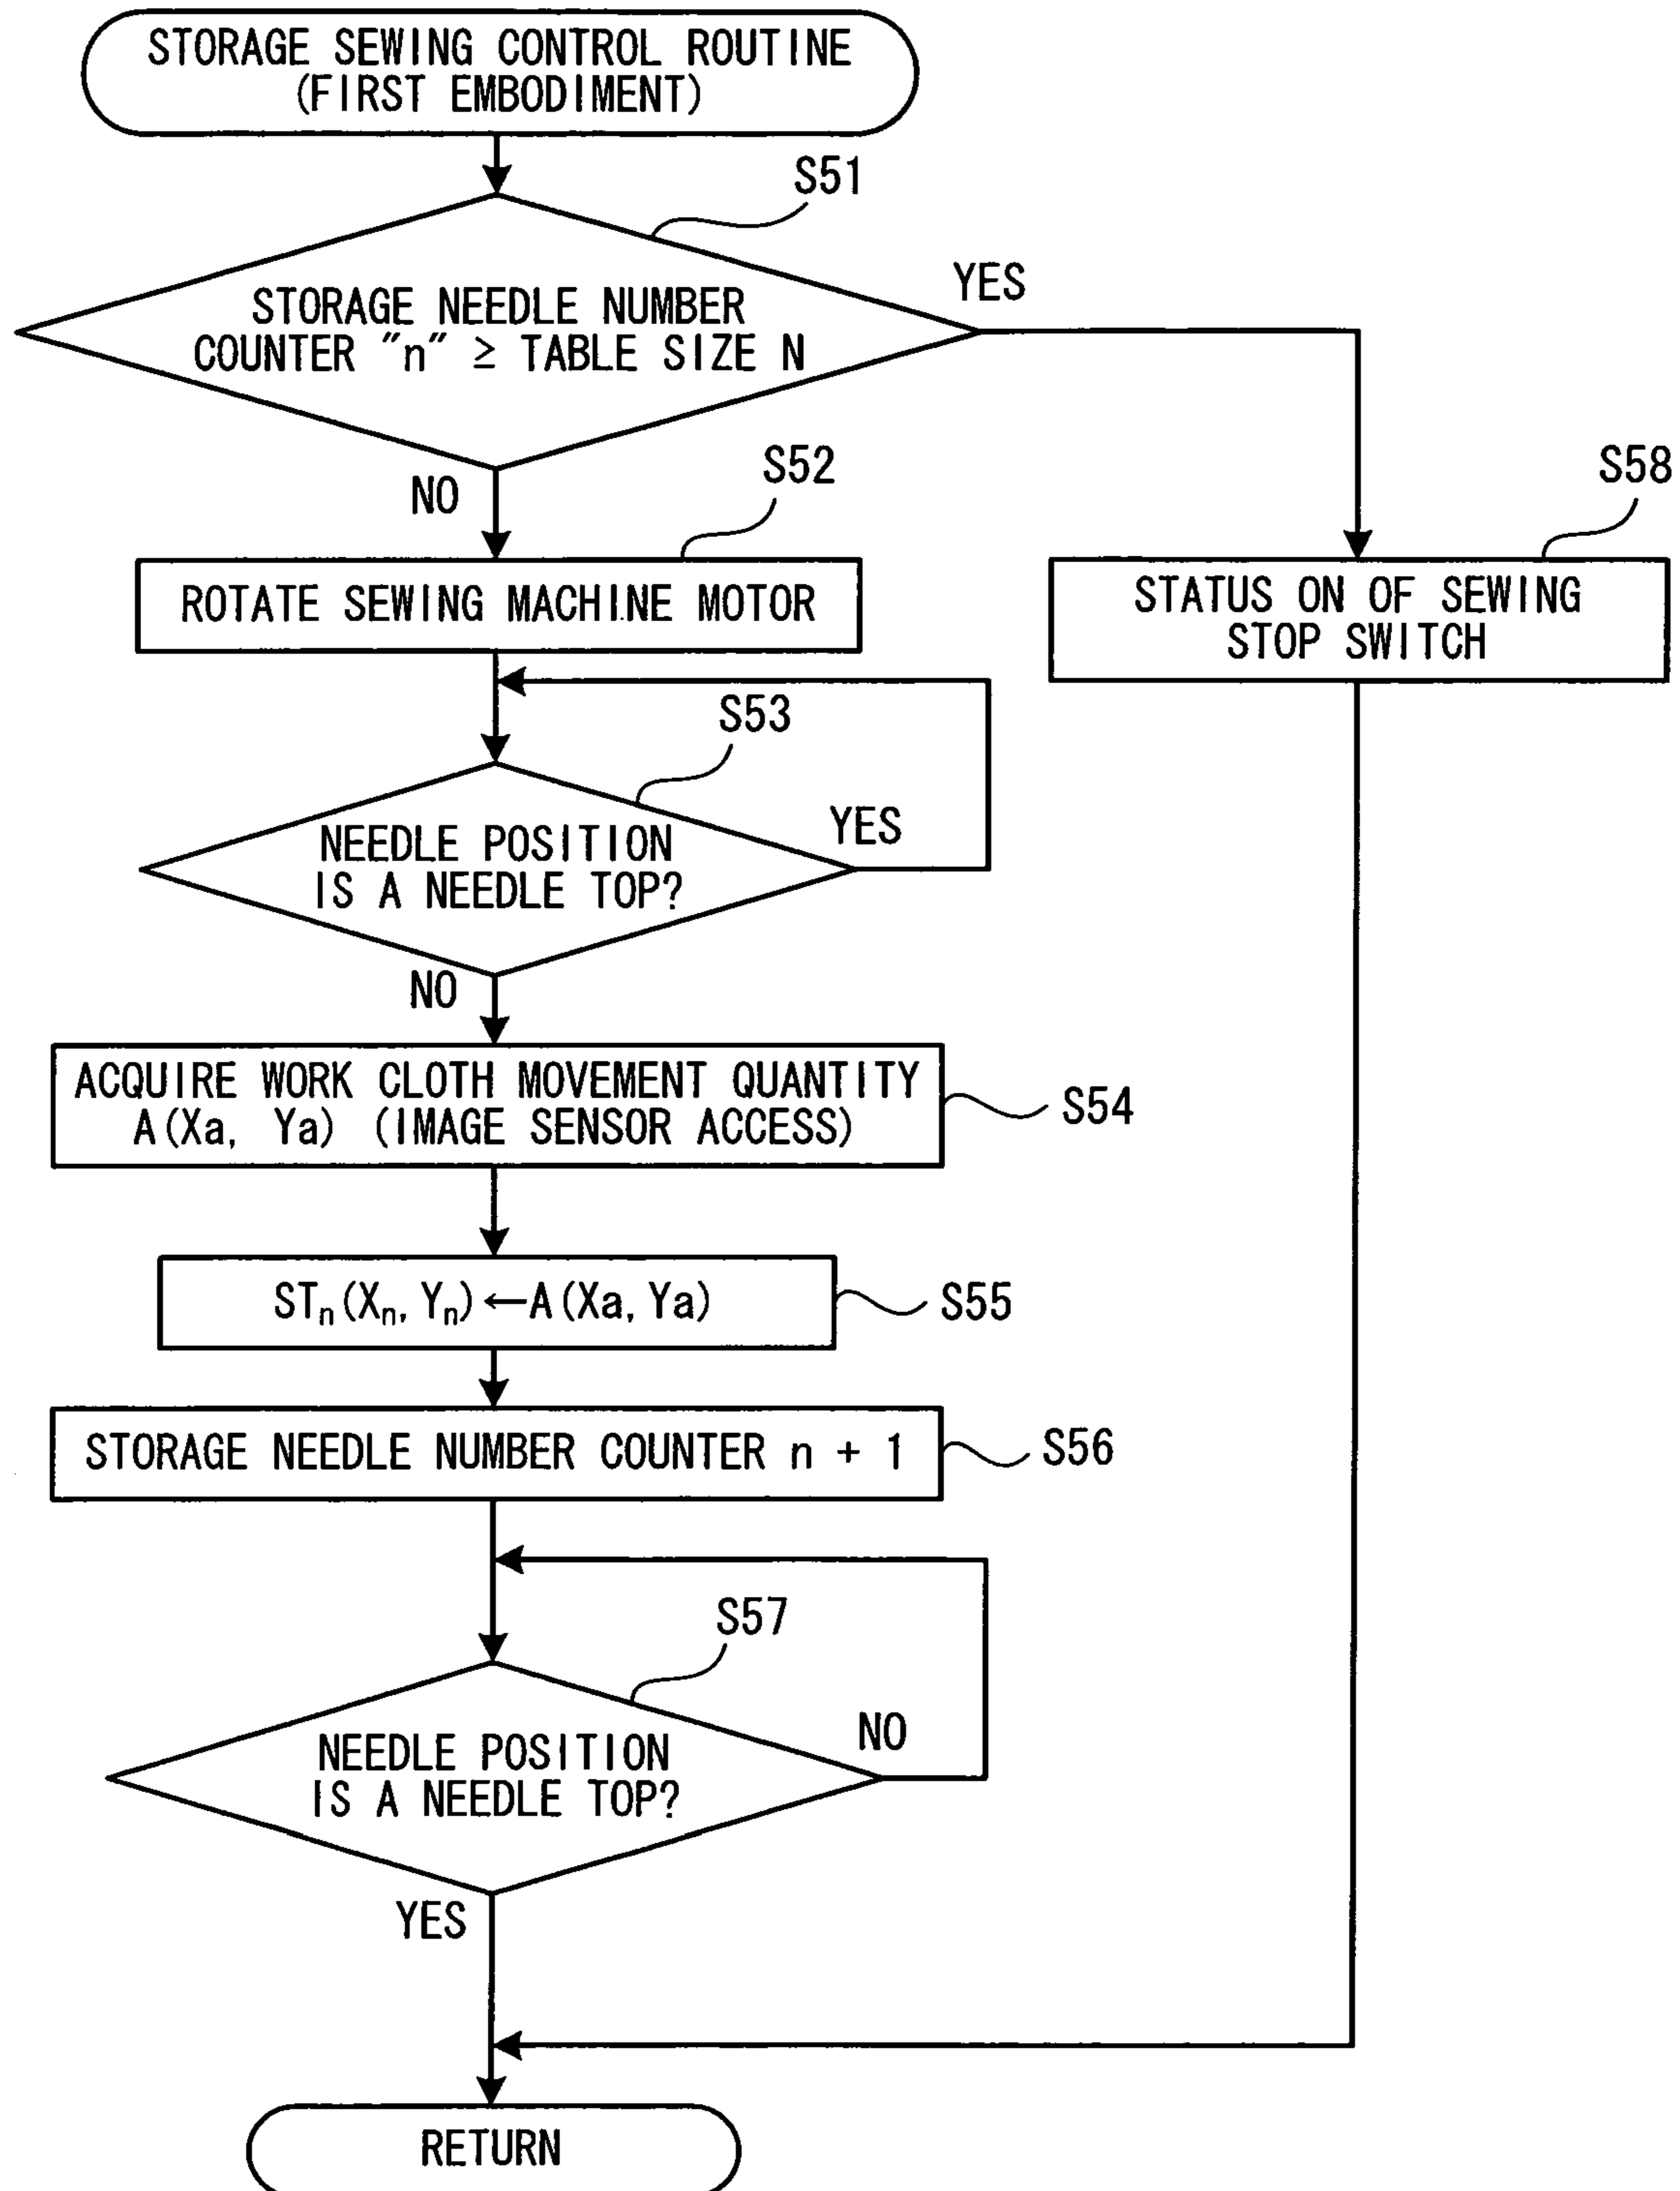 STORAGE SEWING CONTROL ROUTINE
(FIRST EMBODIMENT)
S51
STORAGE NEEDLE NUMBER
COUNTER "n" ≥ TABLE SIZE N
YES
NO
S52
ROTATE SEWING MACHINE MOTOR
S58
STATUS ON OF SEWING
STOP SWITCH
S53
NEEDLE POSITION
IS A NEEDLE TOP?
YES
NO
ACQUIRE WORK CLOTH MOVEMENT QUANTITY
A(Xa, Ya) (IMAGE SENSOR ACCESS)
S54
STn(Xn, Yn)←A(Xa, Ya)
S55
STORAGE NEEDLE NUMBER COUNTER n + 1
S56
S57
NEEDLE POSITION
IS A NEEDLE TOP?
NO
YES
RETURN